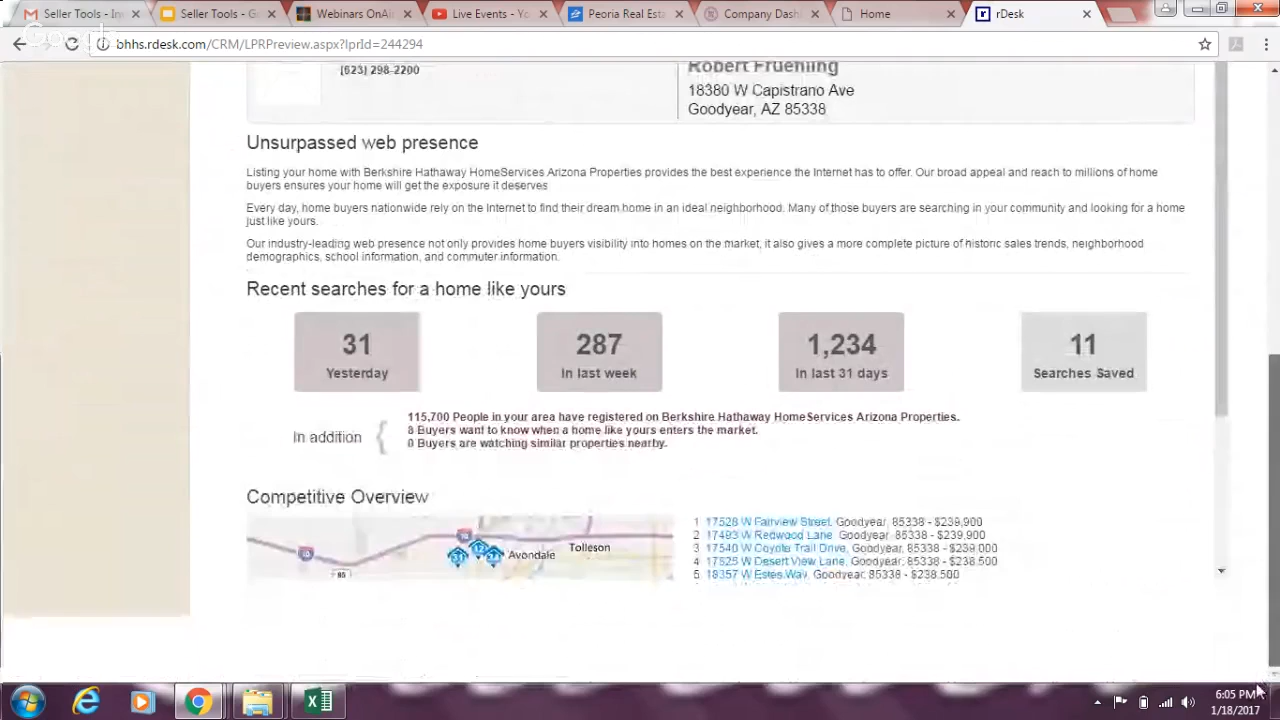 Seller Tools - In
Seller Tools - G
Webinars OnAi
Live Events - Y
Peoria Real Esta
Company Dash
Home
rDesk
bhhs.rdesk.com/CRM/LPRPreview.aspx?lprId=244294
(623) 298-2200
Robert Fruehling
18380 W Capistrano Ave
Goodyear, AZ 85338
Unsurpassed web presence
Listing your home with Berkshire Hathaway HomeServices Arizona Properties provides the best experience the Internet has to offer. Our broad appeal and reach to millions of home
buyers ensures your home will get the exposure it deserves
Every day, home buyers nationwide rely on the Internet to find their dream home in an ideal neighborhood. Many of those buyers are searching in your community and looking for a home
just like yours.
Our industry-leading web presence not only provides home buyers visibility into homes on the market, it also gives a more complete picture of historic sales trends, neighborhood
demographics, school information, and commuter information.
Recent searches for a home like yours
31
Yesterday
287
In last week
1,234
In last 31 days
11
Searches Saved
In addition
115,700 People in your area have registered on Berkshire Hathaway HomeServices Arizona Properties.
8 Buyers want to know when a home like yours enters the market.
0 Buyers are watching similar properties nearby.
Competitive Overview
Avondale
Tolleson
85
1 17528 W Fairview Street, Goodyear, 85338 - $239,900
2 17493 W Redwood Lane, Goodyear, 85338 - $239,900
3 17540 W Coyote Trail Drive, Goodyear, 85338 - $239,000
4 17525 W Desert View Lane, Goodyear, 85338 - $238,500
5 18357 W Estes Way, Goodyear, 85338 - $238,500
6:05 PM
1/18/2017